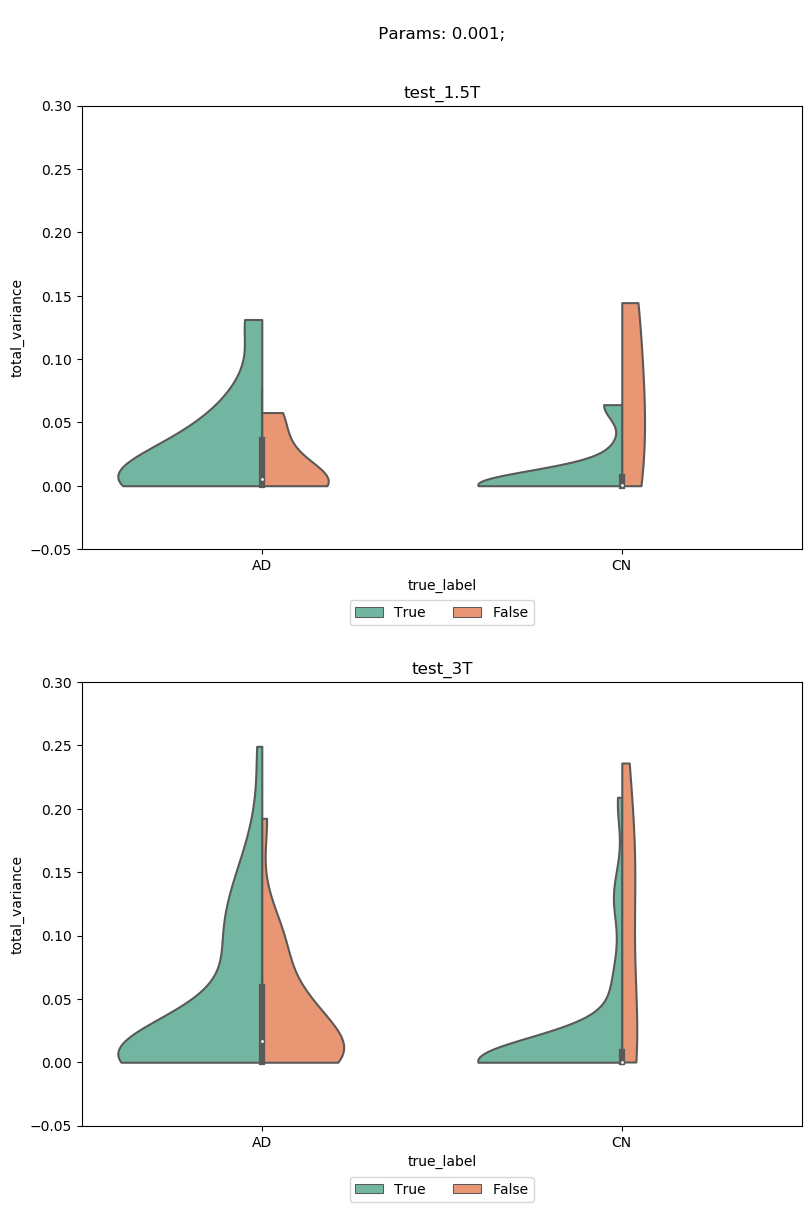 Params: 0.001;
test_1.5T
0.30
0.25
0.20
0.15
0.10
0.05
0.00
−0.05
total_variance
AD CN
true_label
True False
test_3T
0.30
0.25
0.20
0.15
0.10
0.05
0.00
−0.05
total_variance
AD CN
true_label
True False